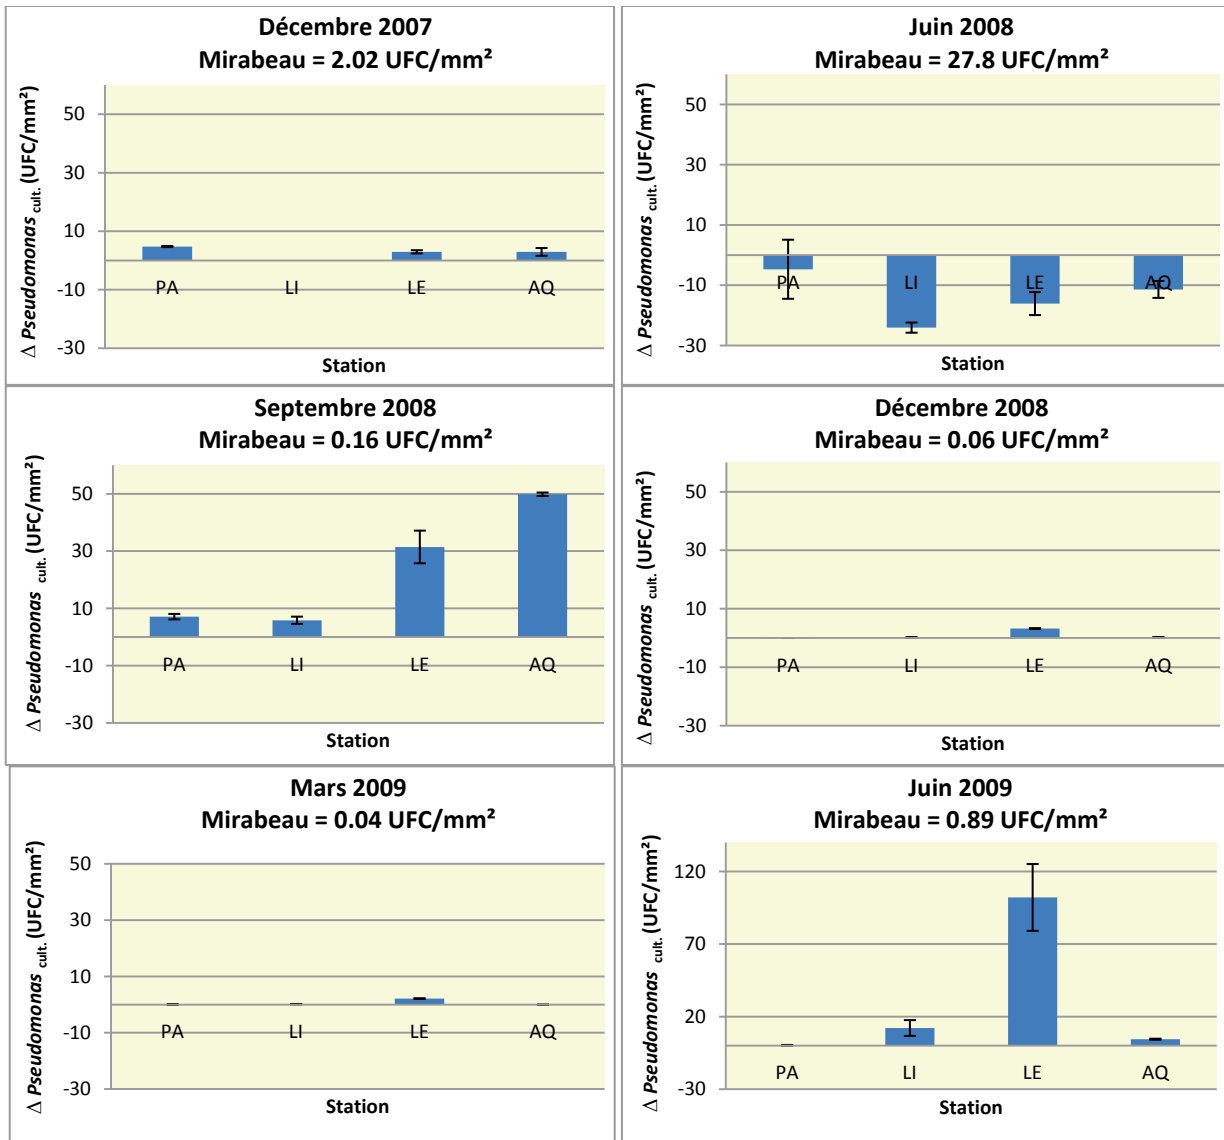 Décembre 2007
Mirabeau = 2.02 UFC/mm²
Δ Pseudomonas cult. (UFC/mm²)
50
30
10
-10
-30
PA LI LE AQ
Station
Juin 2008
Mirabeau = 27.8 UFC/mm²
Δ Pseudomonas cult. (UFC/mm²)
50
30
10
-10
-30
PA LI LE AQ
Station
Septembre 2008
Mirabeau = 0.16 UFC/mm²
Δ Pseudomonas cult. (UFC/mm²)
50
30
10
-10
-30
PA LI LE AQ
Station
Décembre 2008
Mirabeau = 0.06 UFC/mm²
Δ Pseudomonas cult. (UFC/mm²)
50
30
10
-10
-30
PA LI LE AQ
Station
Mars 2009
Mirabeau = 0.04 UFC/mm²
Δ Pseudomonas cult. (UFC/mm²)
50
30
10
-10
-30
PA LI LE AQ
Station
Juin 2009
Mirabeau = 0.89 UFC/mm²
Δ Pseudomonas cult. (UFC/mm²)
120
70
20
-30
PA LI LE AQ
Station